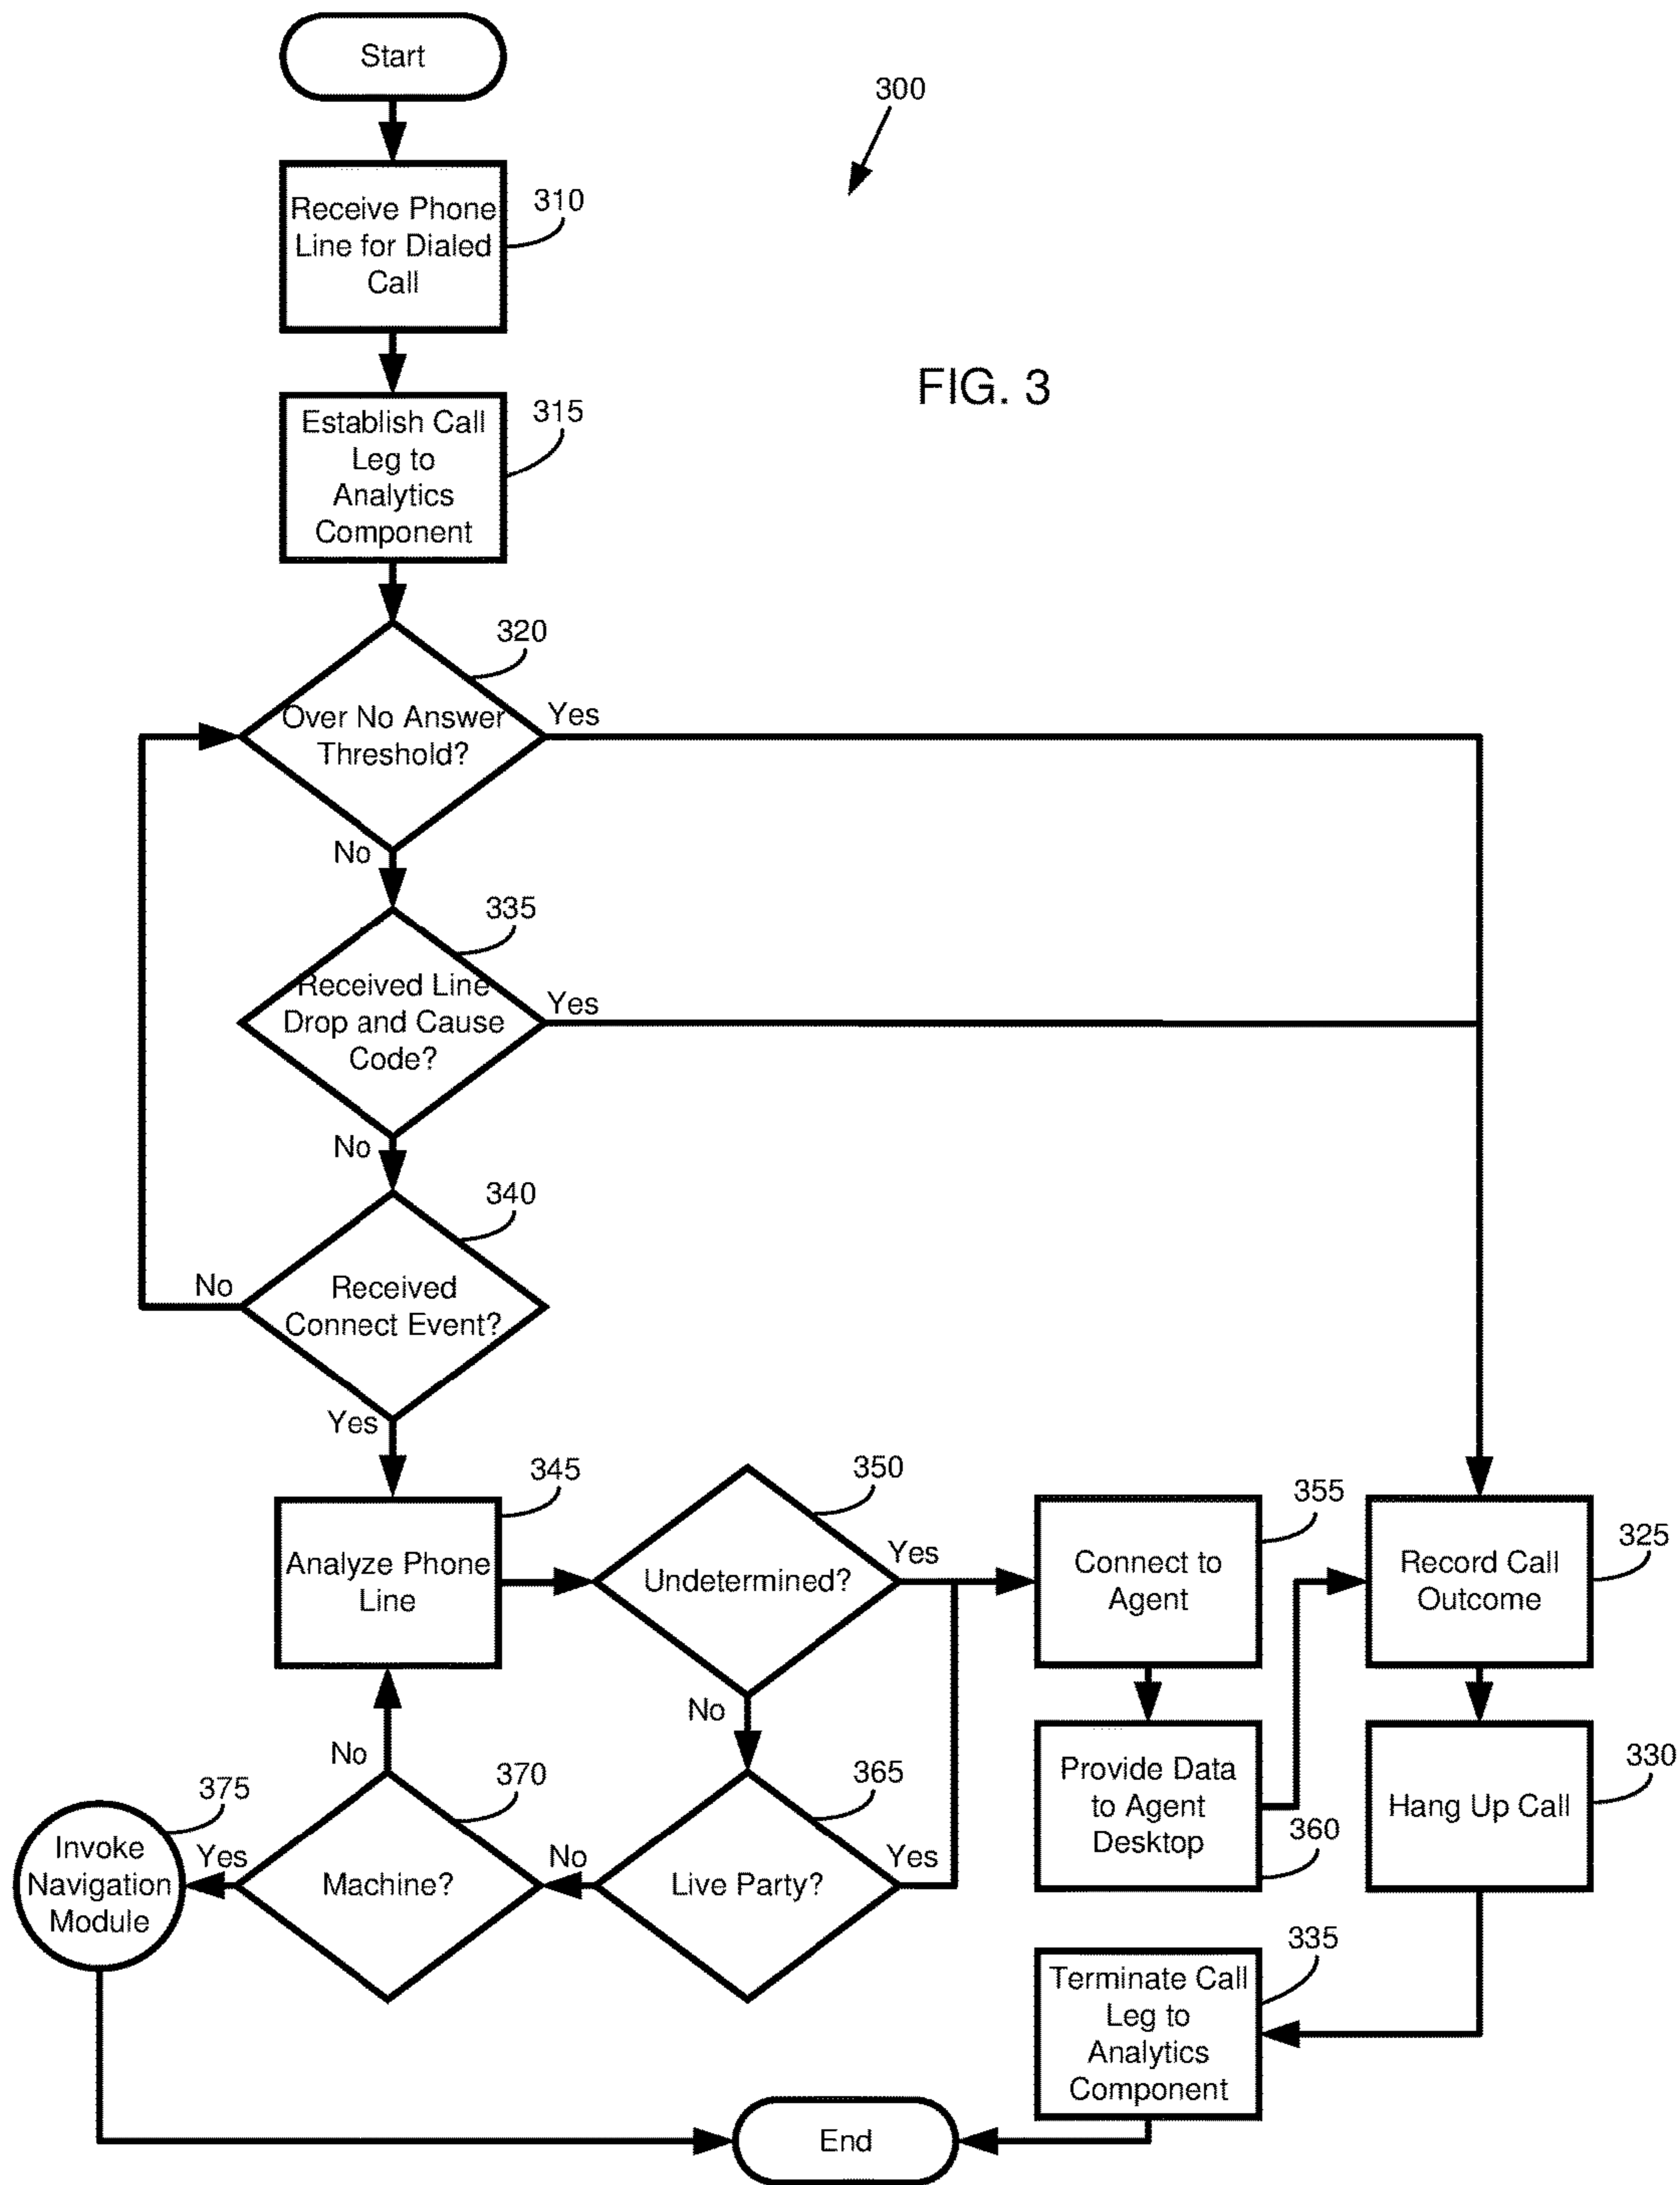 Start
300
Receive Phone
Line for Dialed
Call
310
FIG. 3
Establish Call
Leg to
Analytics
Component
315
320
Over No Answer
Threshold?
Yes
No
335
Received Line
Drop and Cause
Code?
Yes
No
340
Received
Connect Event?
No
Yes
345
Analyze Phone
Line
350
Undetermined?
Yes
No
355
Connect to
Agent
325
Record Call
Outcome
Provide Data
to Agent
Desktop
360
330
Hang Up Call
365
Live Party?
Yes
No
370
Machine?
No
Yes
375
Invoke
Navigation
Module
335
Terminate Call
Leg to
Analytics
Component
End